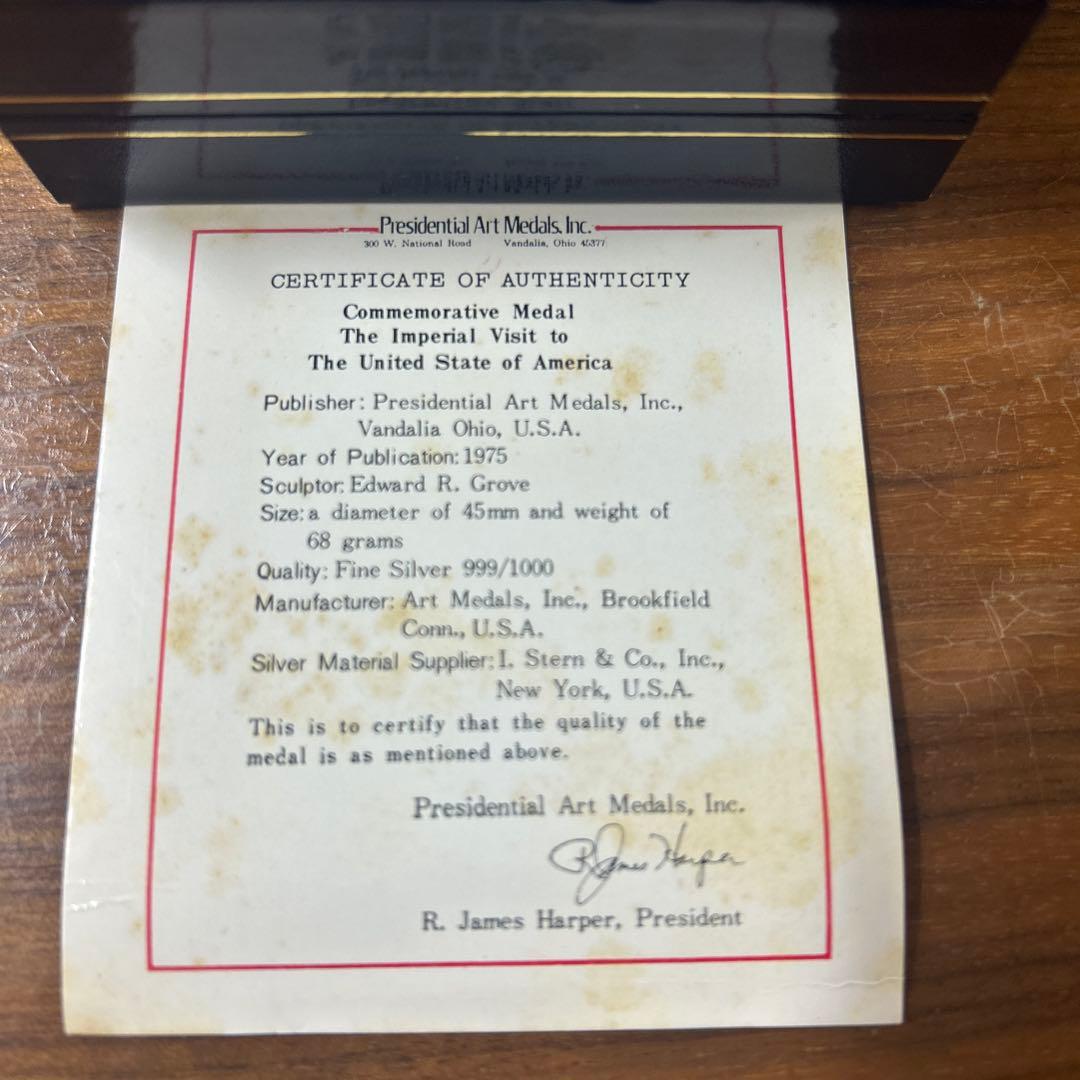 Presidential Art Medals, Inc.
300 W. National Road Vandalia, Ohio 45377
CERTIFICATE OF AUTHENTICITY
Commemorative Medal
The Imperial Visit to
The United State of America
Publisher: Presidential Art Medals, Inc.,
Vandalia Ohio, U.S.A.
Year of Publication: 1975
Sculptor: Edward R. Grove
Size: a diameter of 45mm and weight of
68 grams
Quality: Fine Silver 999/1000
Manufacturer: Art Medals, Inc., Brookfield
Conn., U.S.A.
Silver Material Supplier: I. Stern & Co., Inc.,
New York, U.S.A.
This is to certify that the quality of the
medal is as mentioned above.
Presidential Art Medals, Inc.
R James Harper
R. James Harper, President